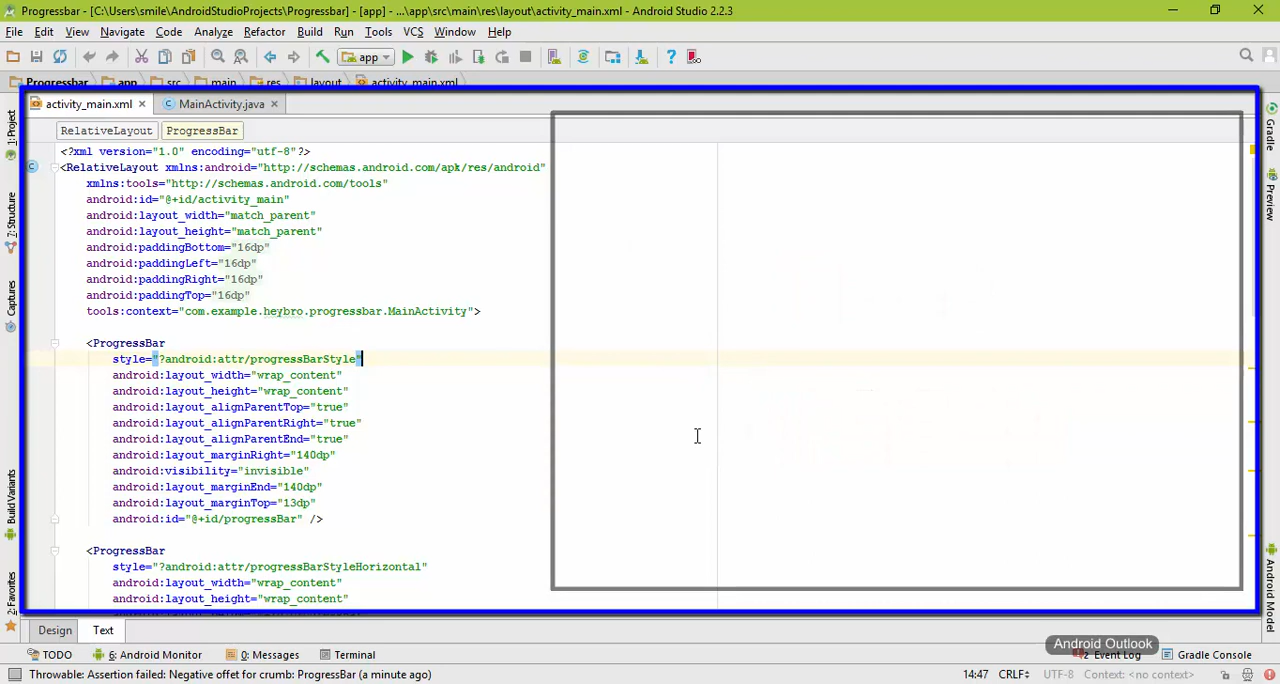 Progressbar - [C:\Users\smile\AndroidStudioProjects\Progressbar] - [app] - ...\app\src\main\res\layout\activity_main.xml - Android Studio 2.2.3
File Edit View Navigate Code Analyze Refactor Build Run Tools VCS Window Help
app
Progressbar app src main res layout activity_main.xml
activity_main.xml MainActivity.java
RelativeLayout ProgressBar
<?xml version="1.0" encoding="utf-8"?>
<RelativeLayout xmlns:android="http://schemas.android.com/apk/res/android"
xmlns:tools="http://schemas.android.com/tools"
android:id="@+id/activity_main"
android:layout_width="match_parent"
android:layout_height="match_parent"
android:paddingBottom="16dp"
android:paddingLeft="16dp"
android:paddingRight="16dp"
android:paddingTop="16dp"
tools:context="com.example.heybro.progressbar.MainActivity">
<ProgressBar
style="?android:attr/progressBarStyle"
android:layout_width="wrap_content"
android:layout_height="wrap_content"
android:layout_alignParentTop="true"
android:layout_alignParentRight="true"
android:layout_alignParentEnd="true"
android:layout_marginRight="140dp"
android:visibility="invisible"
android:layout_marginEnd="140dp"
android:layout_marginTop="13dp"
android:id="@+id/progressBar" />
<ProgressBar
style="?android:attr/progressBarStyleHorizontal"
android:layout_width="wrap_content"
android:layout_height="wrap_content"
1: Project
7: Structure
Captures
Build Variants
2: Favorites
Gradle
Preview
Android Model
Design Text
Android Outlook
TODO 6: Android Monitor 0: Messages Terminal 2 Event Log Gradle Console
Throwable: Assertion failed: Negative offet for crumb: ProgressBar (a minute ago) 14:47 CRLF UTF-8 Context: <no context>